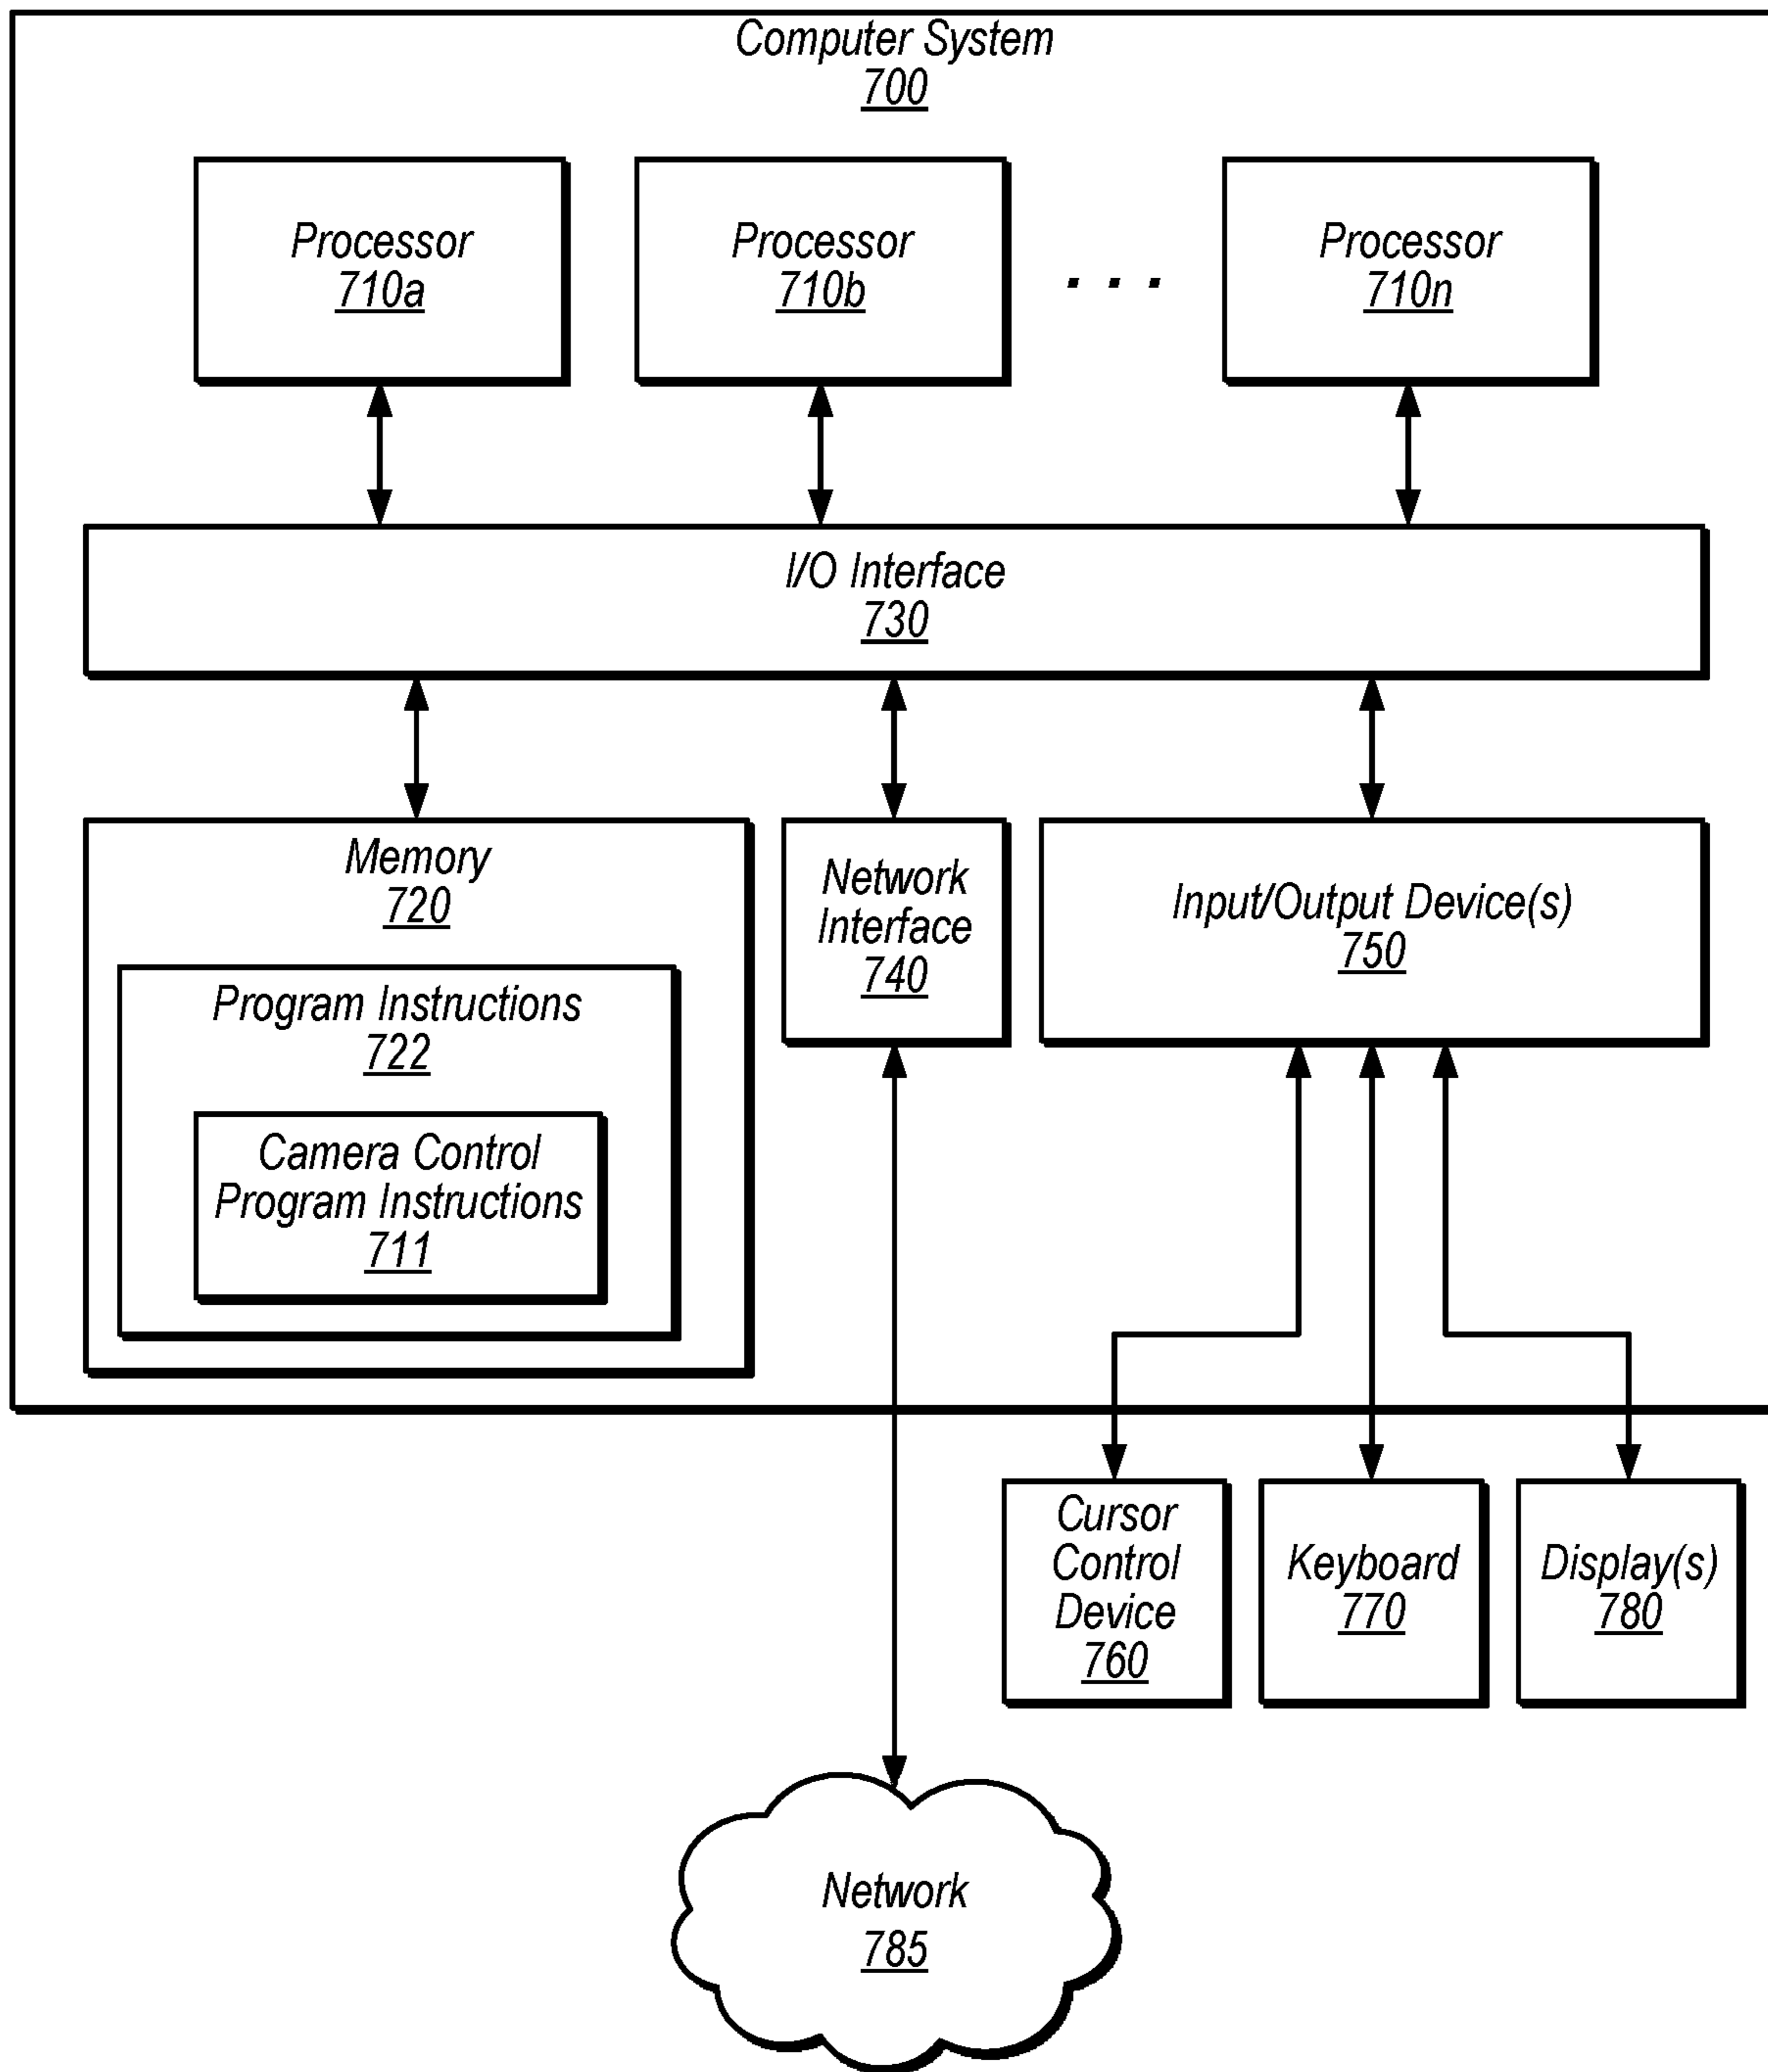 Computer System
700
Processor
710a
Processor
710b
. . .
Processor
710n
I/O Interface
730
Memory
720
Program Instructions
722
Camera Control
Program Instructions
711
Network
Interface
740
Input/Output Device(s)
750
Cursor
Control
Device
760
Keyboard
770
Display(s)
780
Network
785